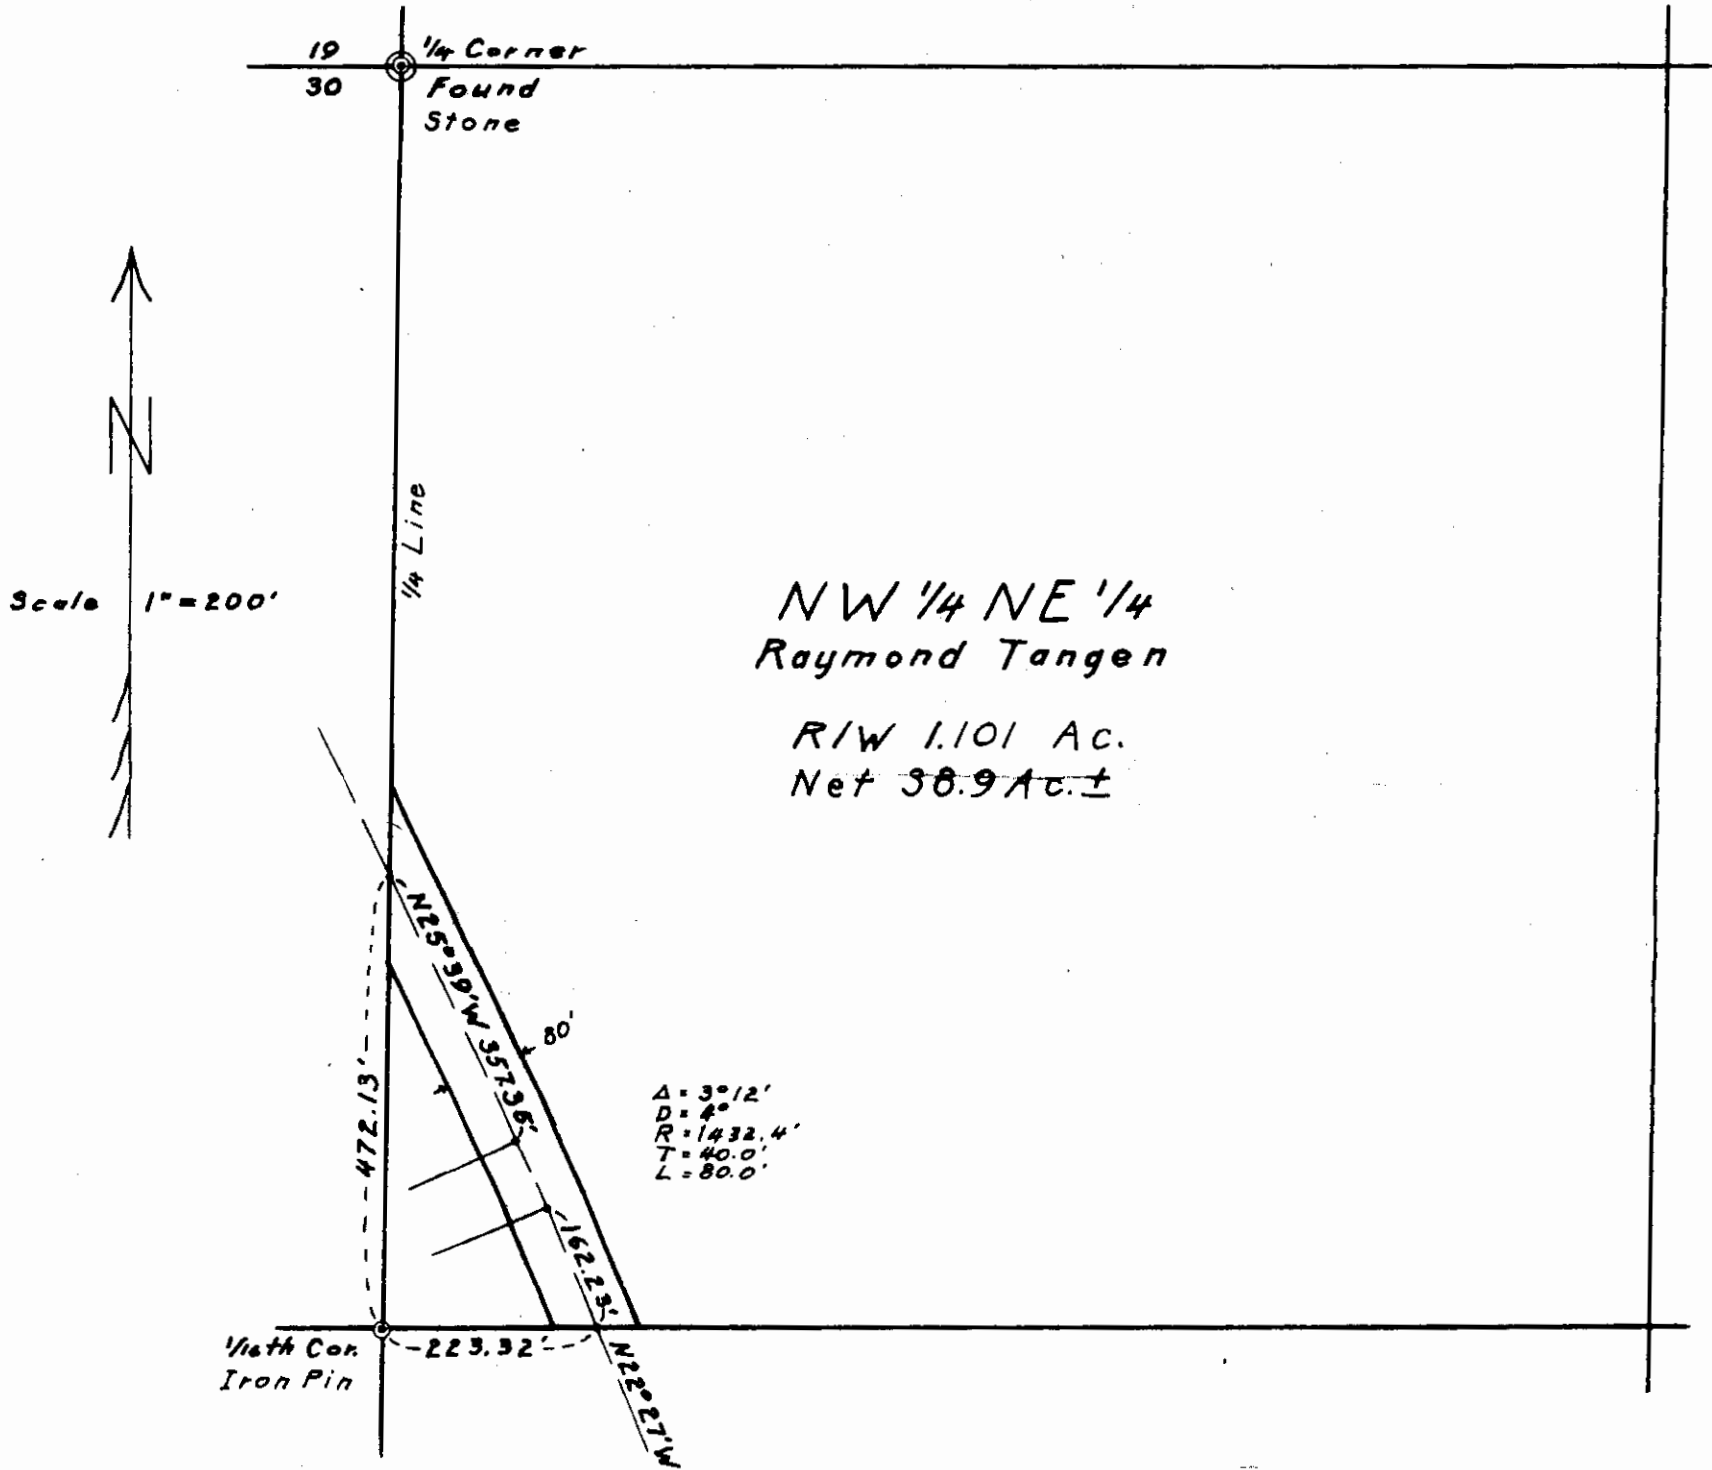 19
1/4 Corner
30
Found
Stone
N
1/4 Line
Scale 1" = 200'
NW 1/4 NE 1/4
Raymond Tangen
R/W 1.101 Ac.
Net 38.9 Ac. ±
N25°39'W 357.36'
80'
472.13'
Δ = 3°12'
D = 4°
R = 1432.4'
T = 40.0'
L = 80.0'
162.23'
1/16th Cor.
Iron Pin
223.32'
N22°27'W